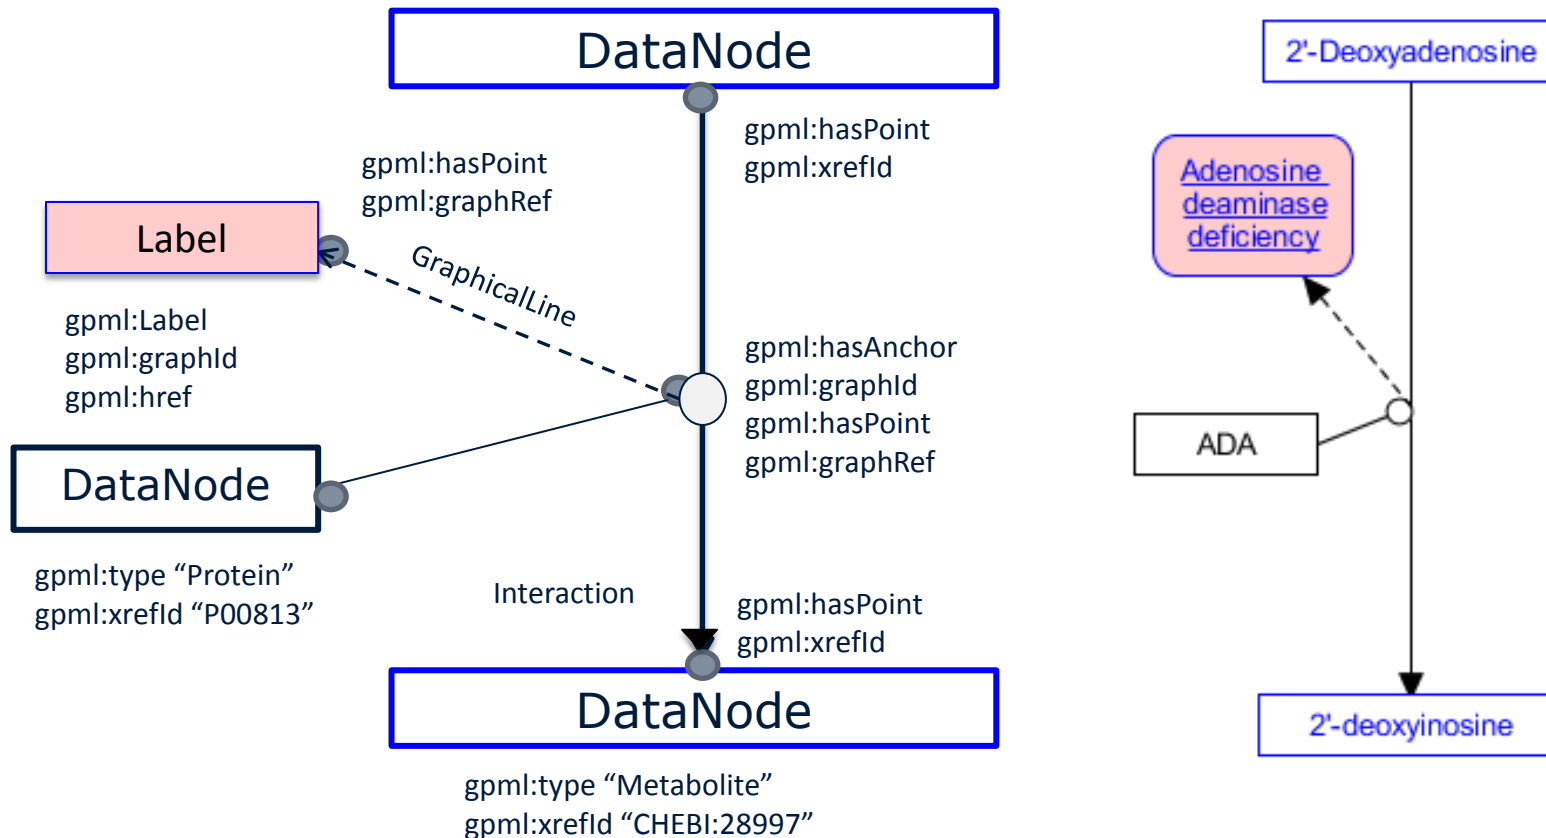 DataNode
gpml:hasPoint
gpml:xrefId
gpml:hasPoint
gpml:graphRef
Label
GraphicalLine
gpml:Label
gpml:graphId
gpml:href
gpml:hasAnchor
gpml:graphId
gpml:hasPoint
gpml:graphRef
DataNode
gpml:type “Protein”
gpml:xrefId “P00813”
Interaction
gpml:hasPoint
gpml:xrefId
DataNode
gpml:type “Metabolite”
gpml:xrefId “CHEBI:28997”
2'-Deoxyadenosine
Adenosine
deaminase
deficiency
ADA
2'-deoxyinosine